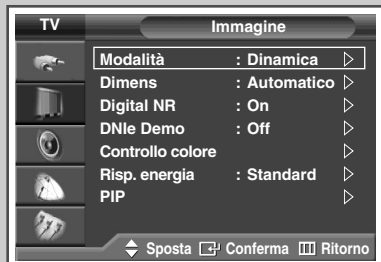 TV Immagine
Modalità : Dinamica
Dimens : Automatico
Digital NR : On
DNIe Demo : Off
Controllo colore
Risp. energia : Standard
PIP
Sposta Conferma Ritorno